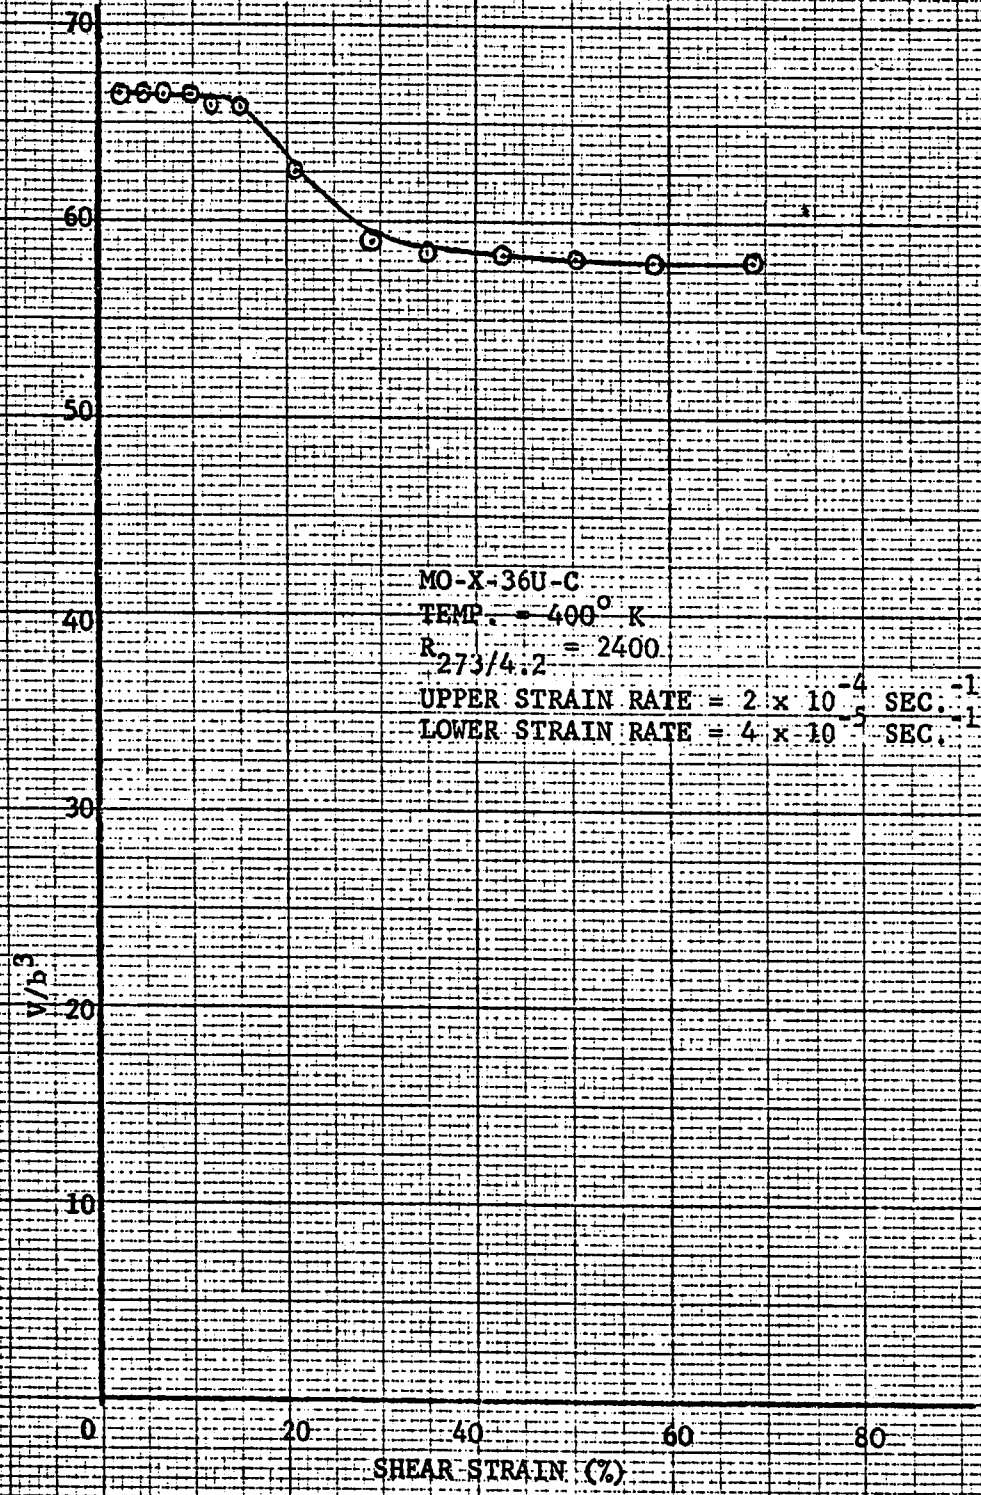 70
60
50
40
30
20
10
V/b³
MO-X-36U-C
TEMP. = 400° K
R273/4.2 = 2400
UPPER STRAIN RATE = 2 x 10⁻⁴ SEC.⁻¹
LOWER STRAIN RATE = 4 x 10⁻⁵ SEC.⁻¹
0 20 40 60 80
SHEAR STRAIN (%)